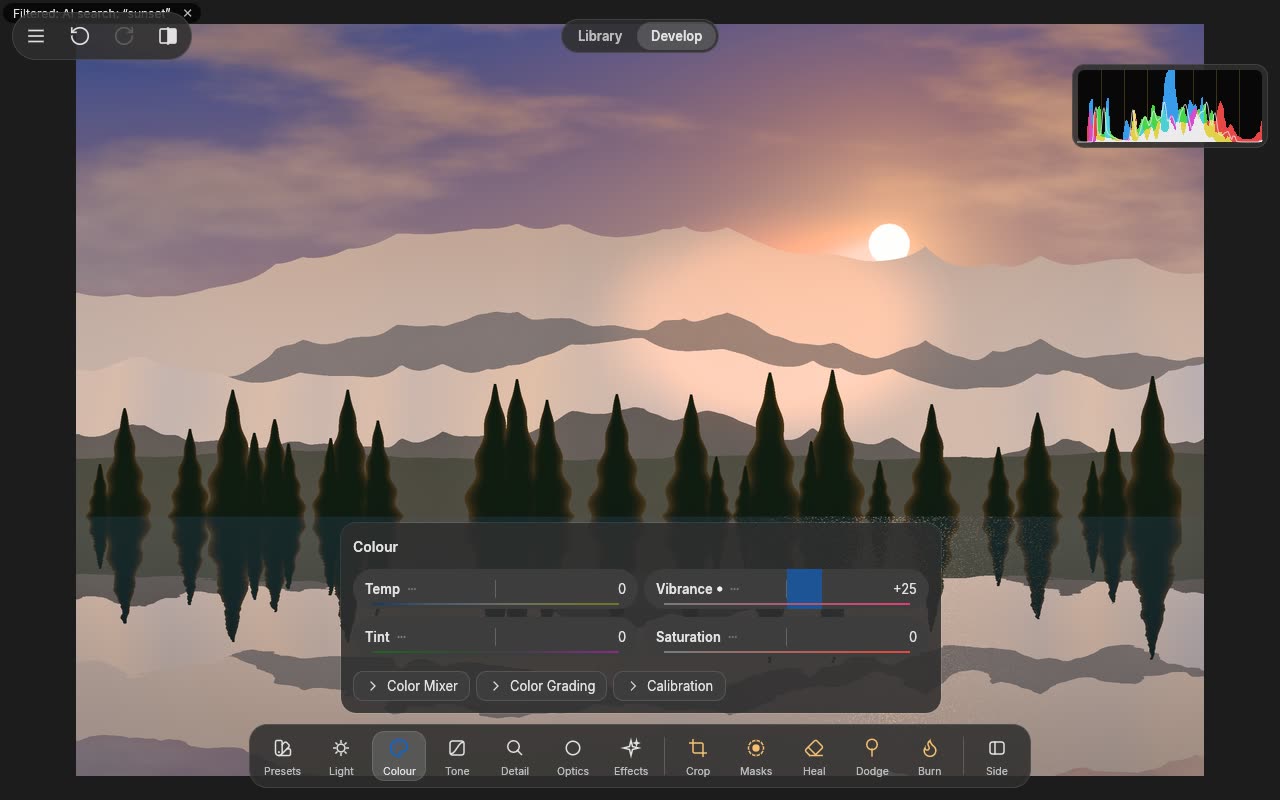 Filtered: AI search: “sunset”
Library
Develop
Colour
Temp
0
Vibrance
+25
Tint
0
Saturation
0
Color Mixer
Color Grading
Calibration
Presets
Light
Colour
Tone
Detail
Optics
Effects
Crop
Masks
Heal
Dodge
Burn
Side